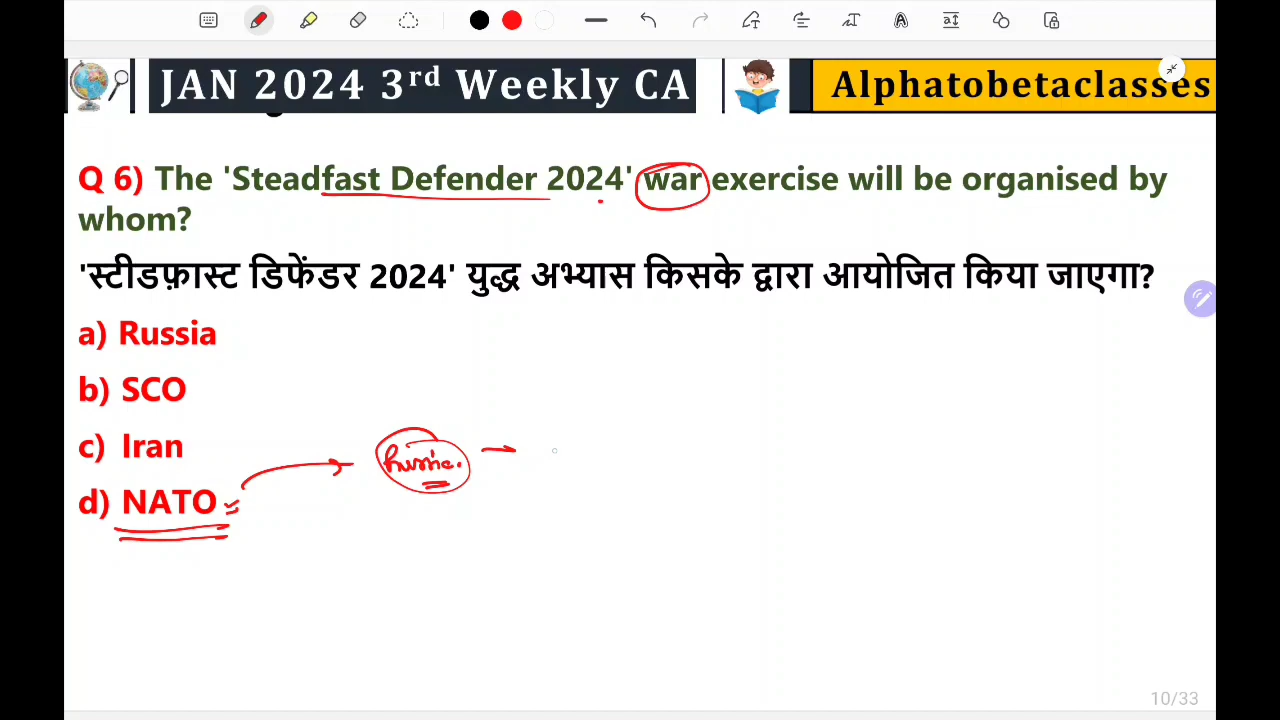 JAN 2024 3rd Weekly CA
Alphatobetaclasses
Q 6) The 'Steadfast Defender 2024' war exercise will be organised by
whom?
'स्टीडफ़ास्ट डिफेंडर 2024' युद्ध अभ्यास किसके द्वारा आयोजित किया जाएगा?
a) Russia
b) SCO
c) Iran
Russia.
d) NATO
10/33